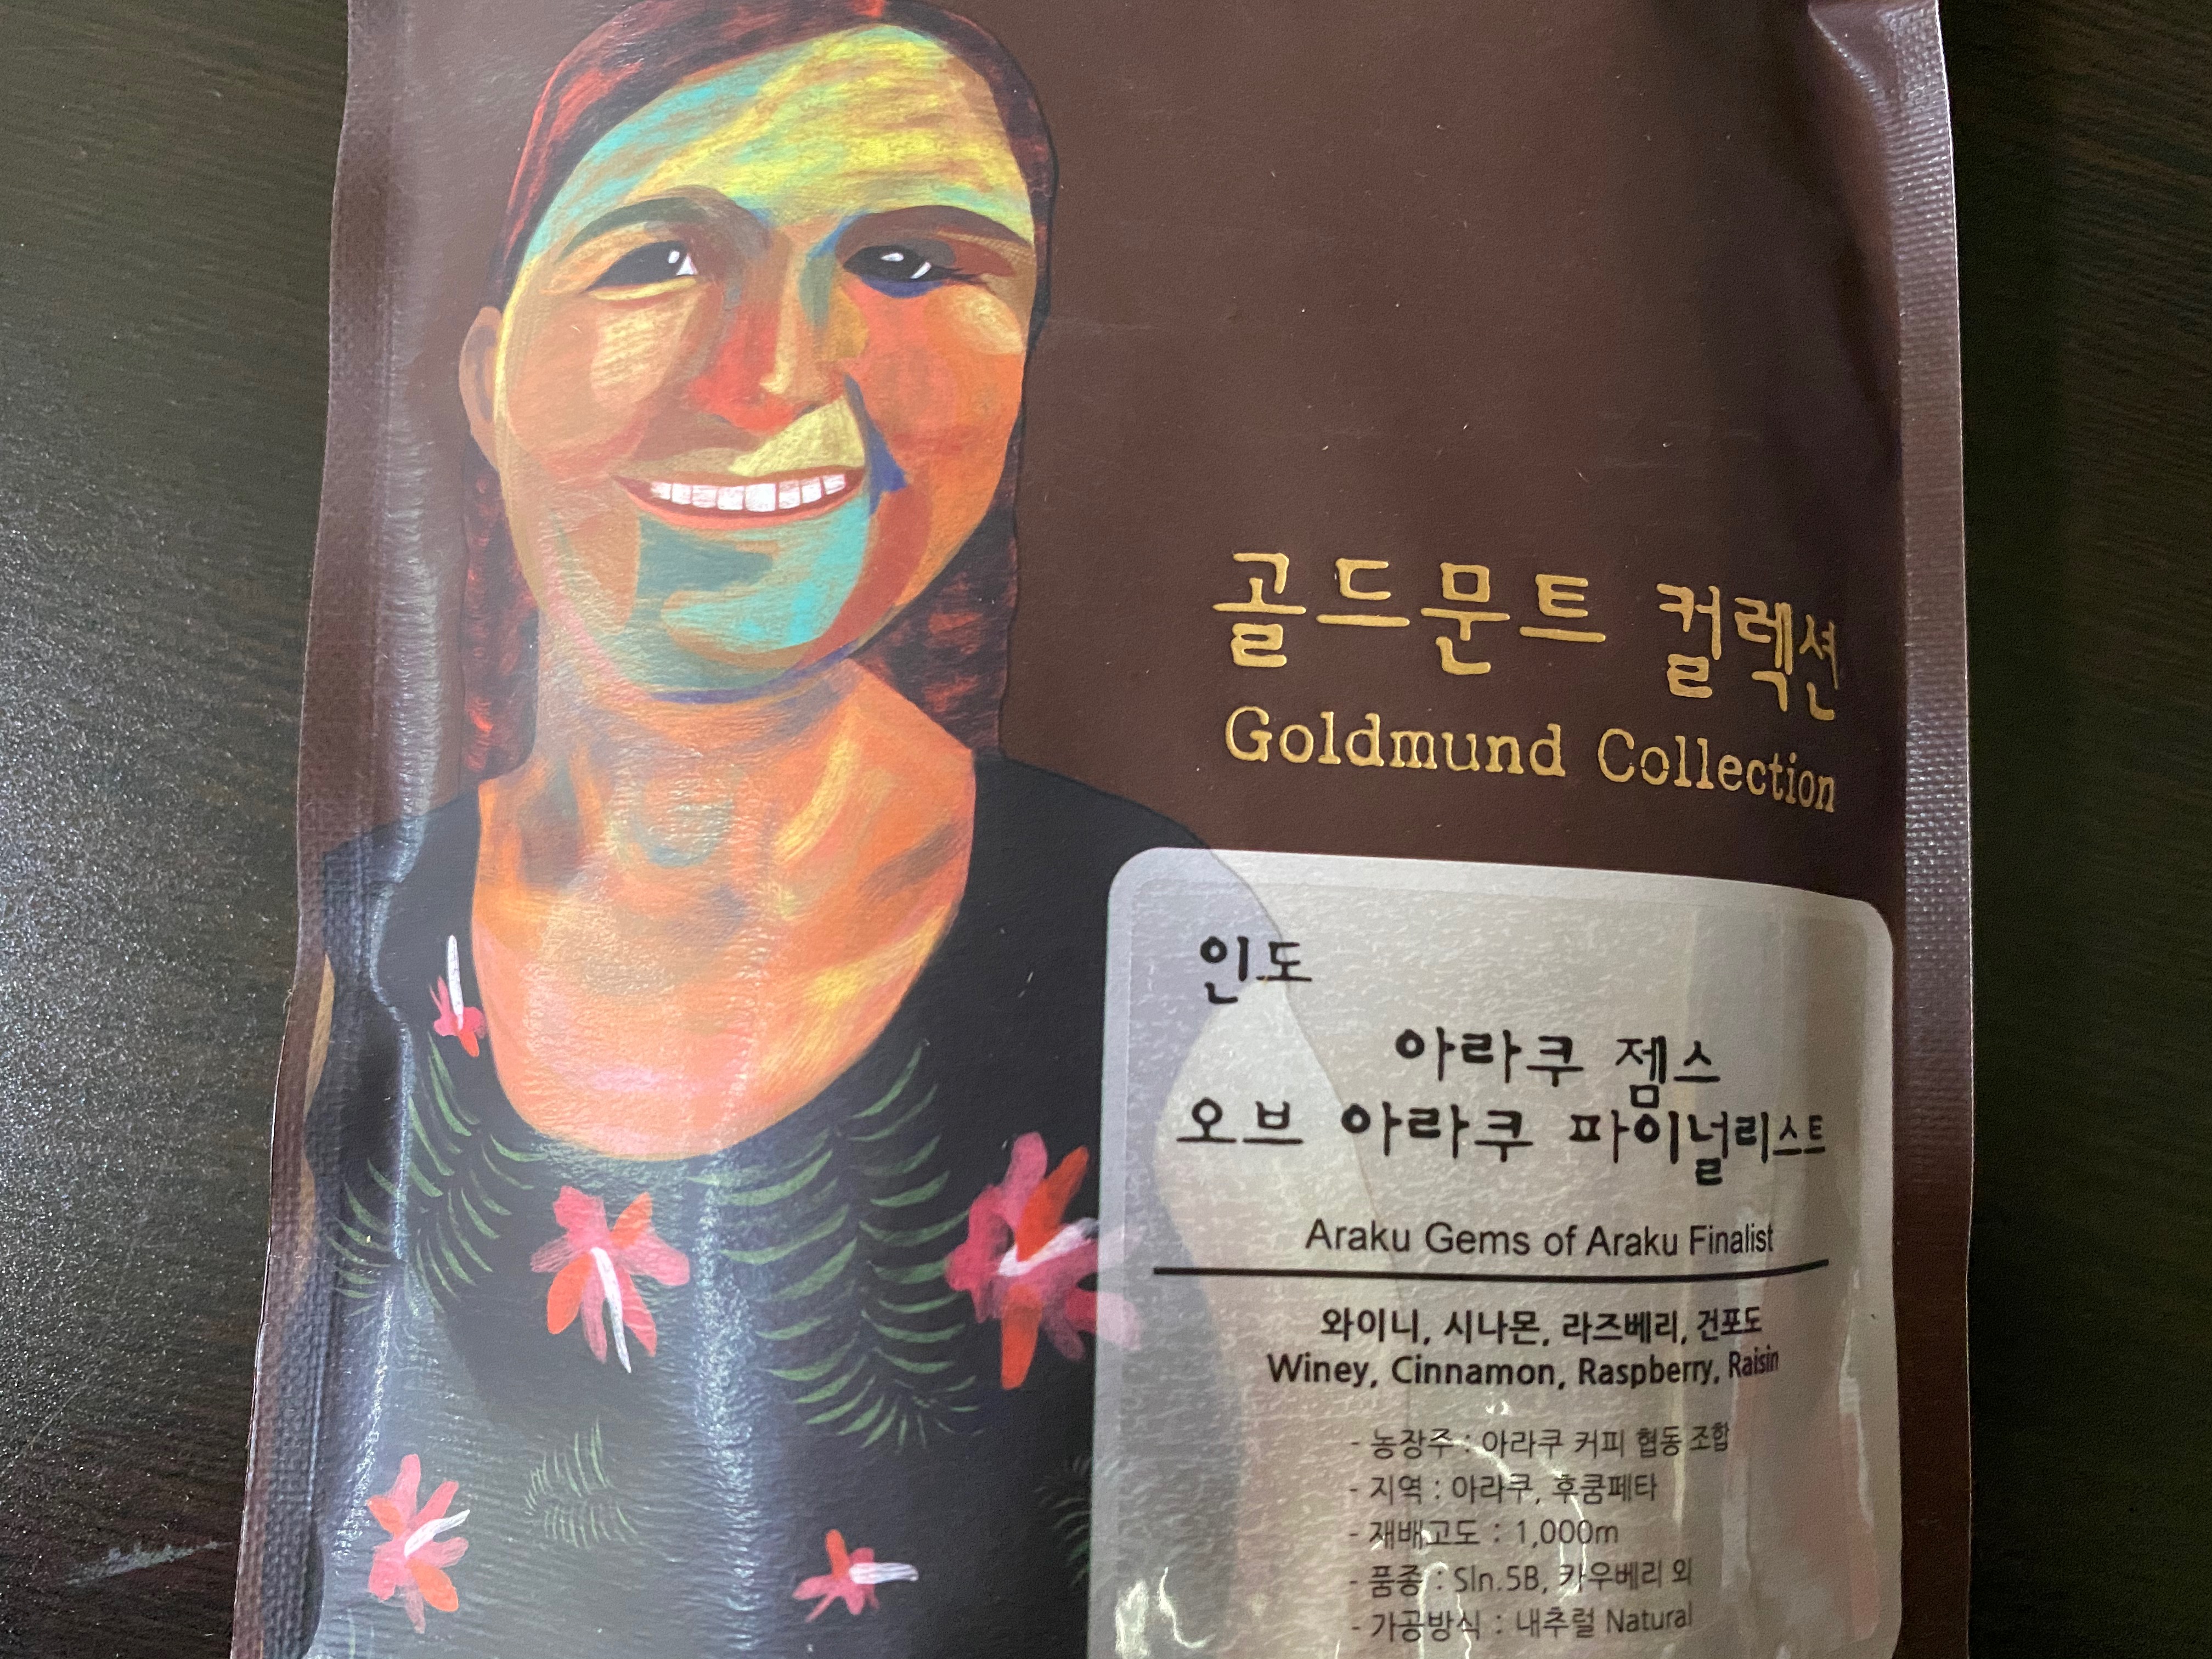 골드문트 컬렉션
Goldmund Collection
인도
아라쿠 젬스
오브 아라쿠 파이널리스트
Araku Gems of Araku Finalist
와이니, 시나몬, 라즈베리, 건포도
Winey, Cinnamon, Raspberry, Raisin
- 농장주 : 아라쿠 커피 협동 조합
- 지역 : 아라쿠, 후쿰페타
- 재배고도 : 1,000m
- 품종 : Sln.5B, 카우베리 외
- 가공방식 : 내추럴 Natural